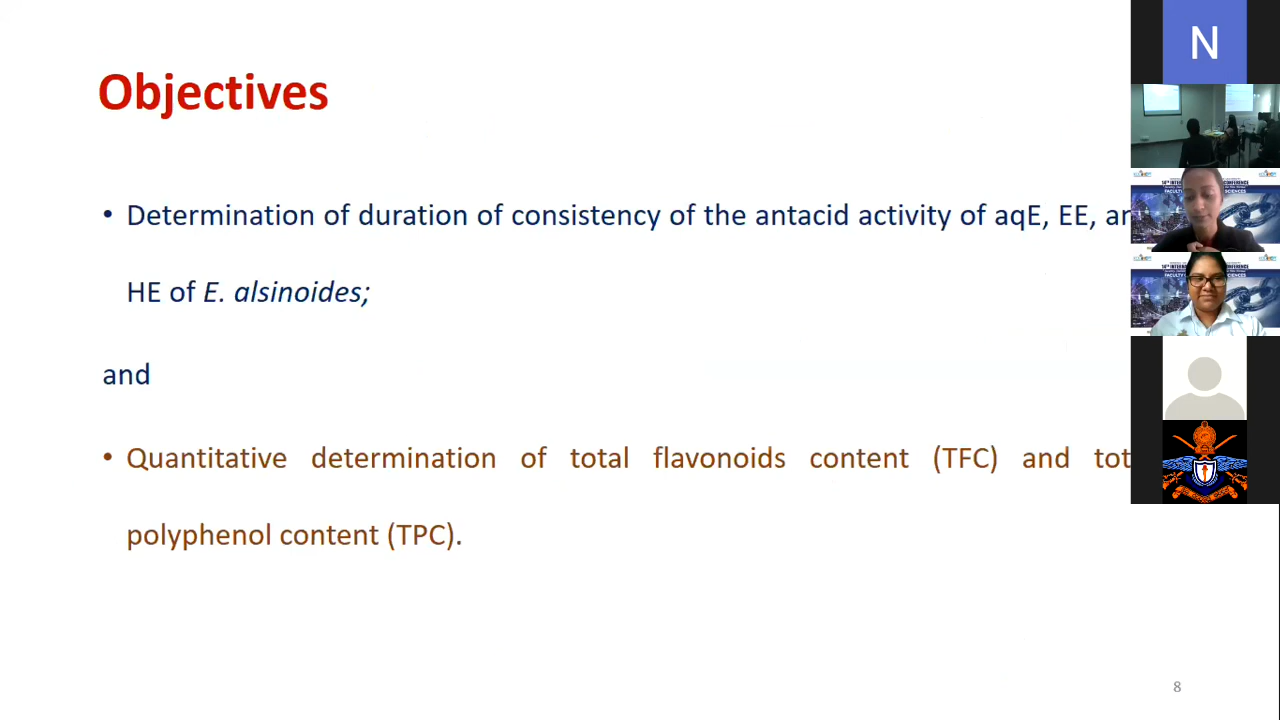 Objectives
• Determination of duration of consistency of the antacid activity of aqE, EE, an
HE of E. alsinoides;
and
• Quantitative determination of total flavonoids content (TFC) and tot
polyphenol content (TPC).
8
N